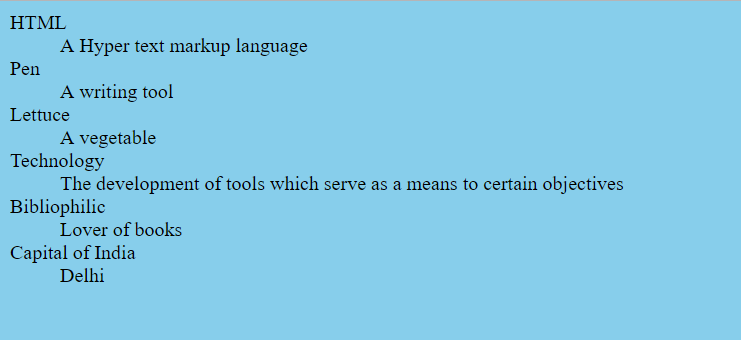 HTML
A Hyper text markup language
Pen
A writing tool
Lettuce
A vegetable
Technology
The development of tools which serve as a means to certain objectives
Bibliophilic
Lover of books
Capital of India
Delhi